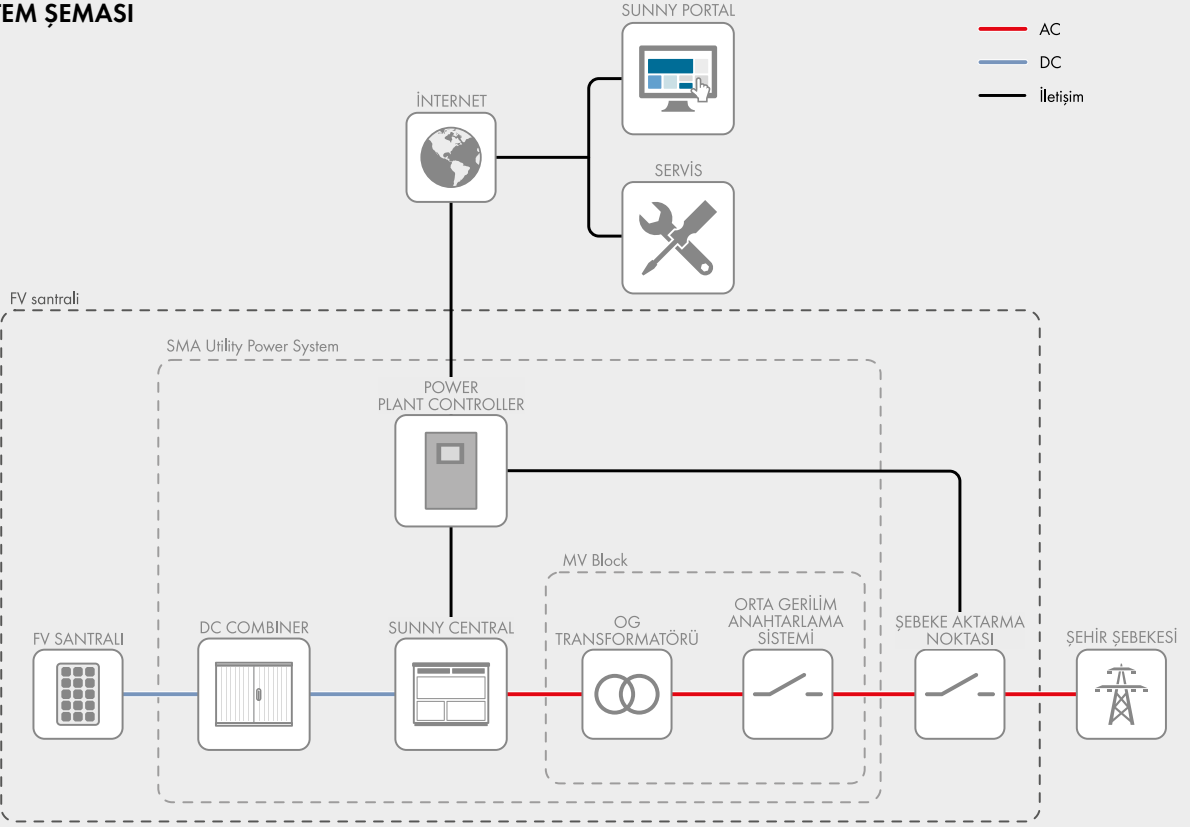 TEM ŞEMASI
SUNNY PORTAL
AC
DC
İletişim
İNTERNET
SERVİS
FV santrali
SMA Utility Power System
POWER
PLANT CONTROLLER
MV Block
FV SANTRALI
DC COMBINER
SUNNY CENTRAL
OG
TRANSFORMATÖRÜ
ORTA GERİLİM
ANAHTARLAMA
SİSTEMİ
ŞEBEKE AKTARMA
NOKTASI
ŞEHİR ŞEBEKESİ